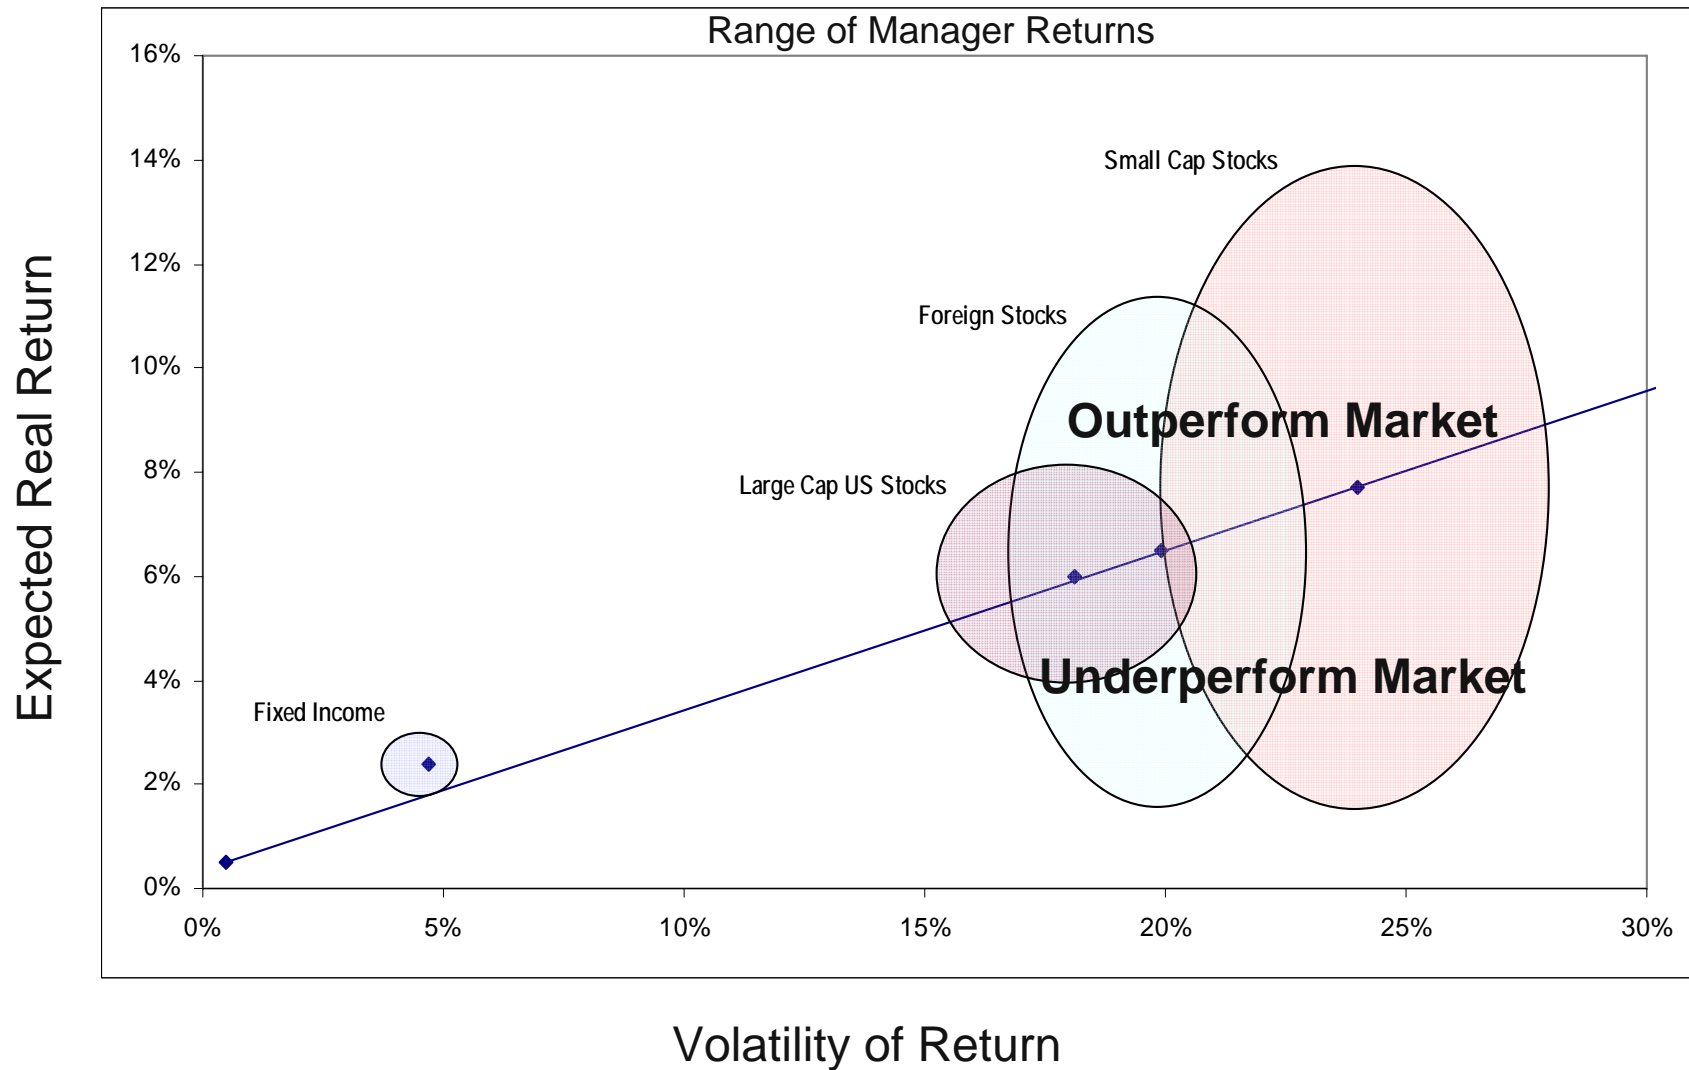 Range of Manager Returns
16%
14%
12%
10%
8%
6%
4%
2%
0%
Expected Real Return
Small Cap Stocks
Foreign Stocks
Outperform Market
Large Cap US Stocks
Underperform Market
Fixed Income
0% 5% 10% 15% 20% 25% 30%
Volatility of Return